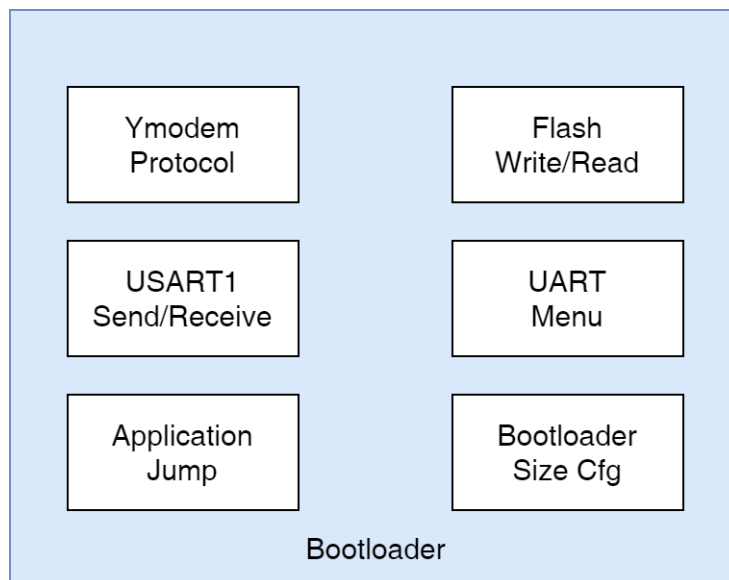 Ymodem
Protocol
Flash
Write/Read
USART1
Send/Receive
UART
Menu
Application
Jump
Bootloader
Size Cfg
Bootloader